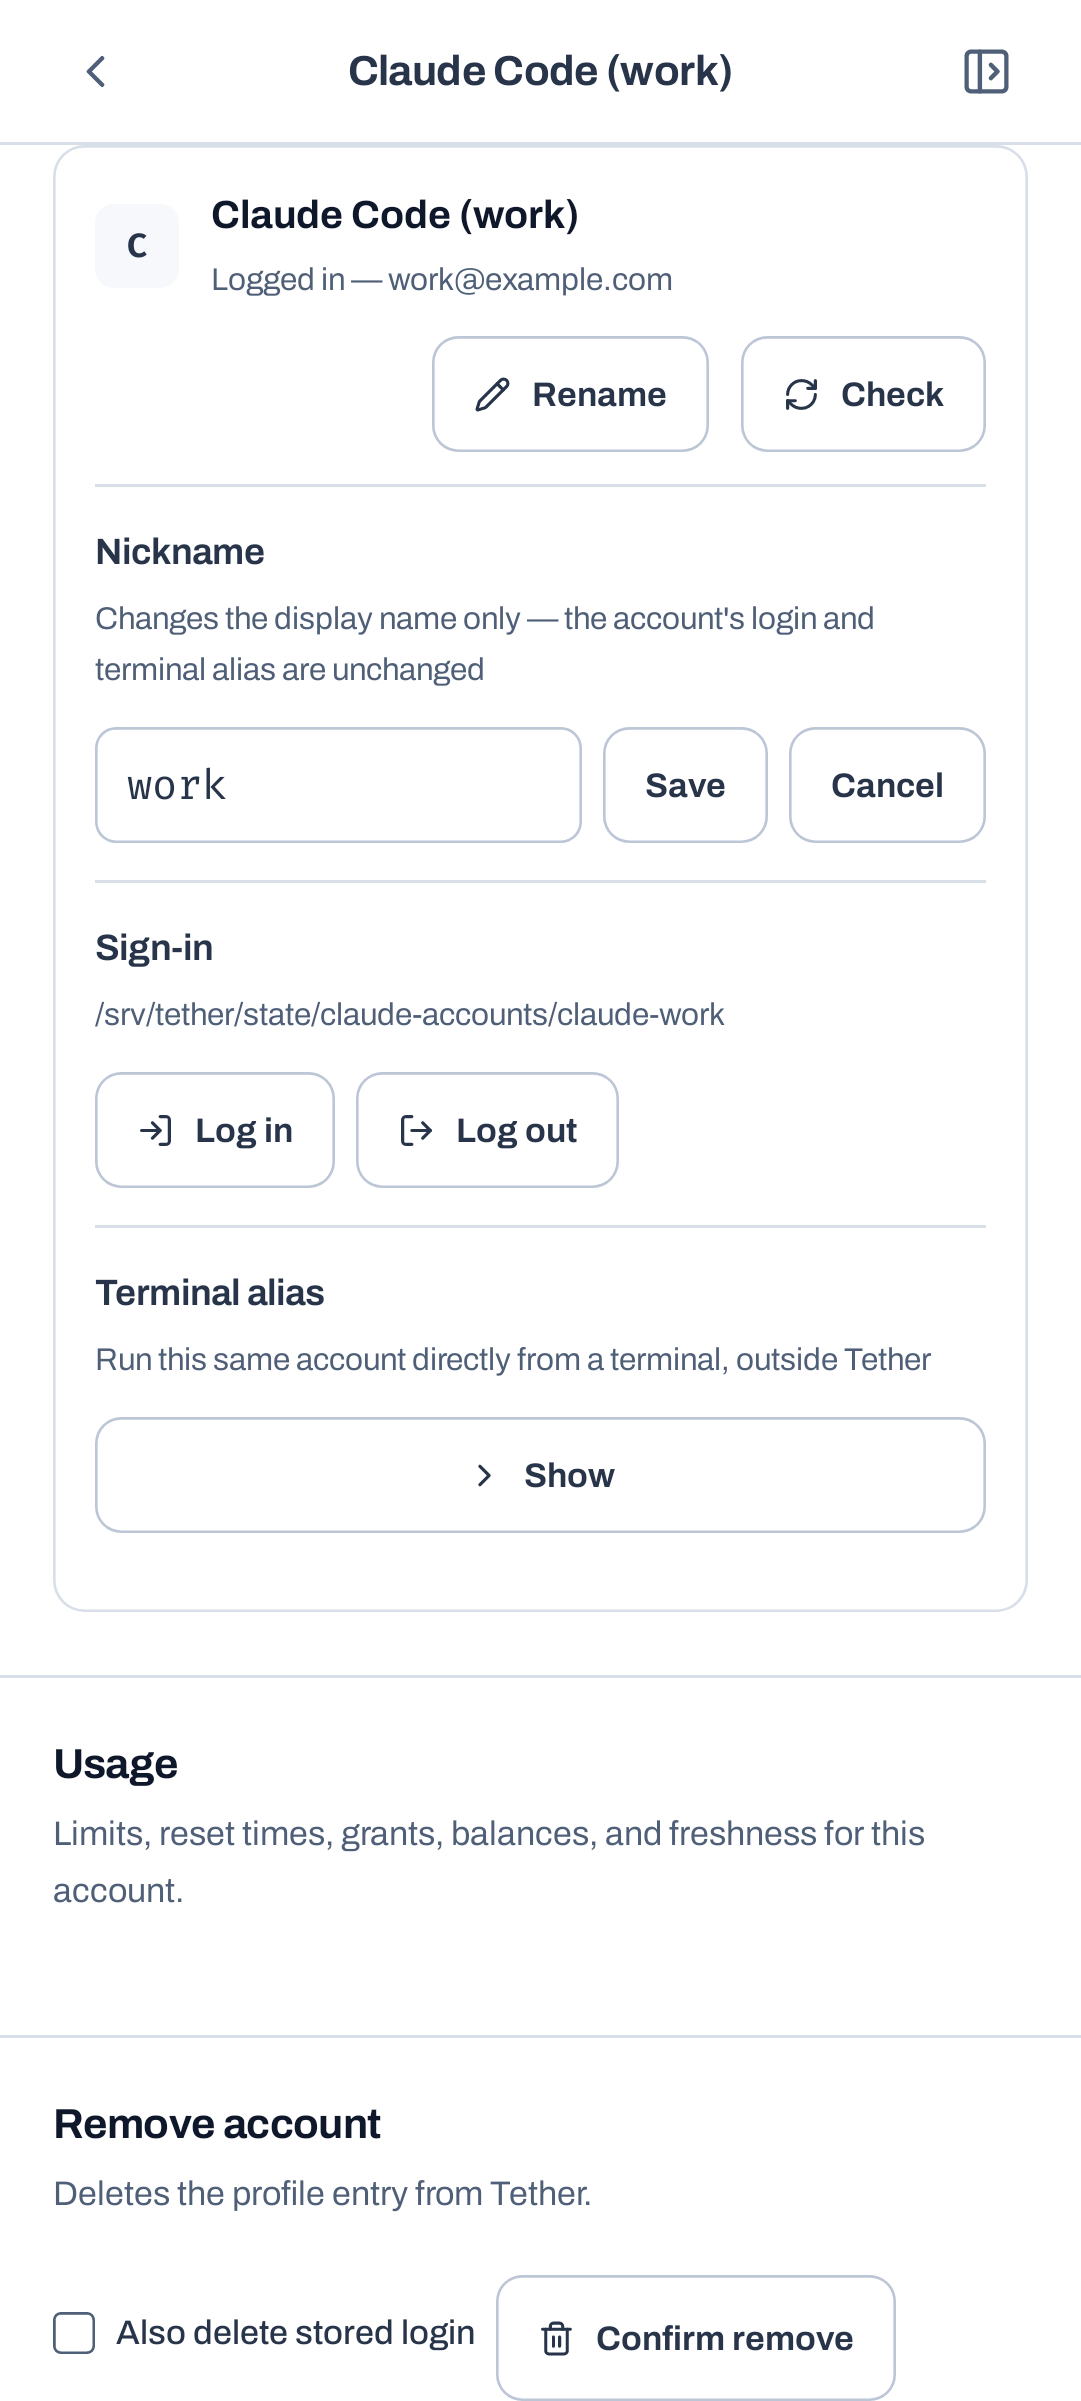 Claude Code (work)
C
Claude Code (work)
Logged in — work@example.com
Rename
Check
Nickname
Changes the display name only — the account's login and
terminal alias are unchanged
work
Save
Cancel
Sign-in
/srv/tether/state/claude-accounts/claude-work
Log in
Log out
Terminal alias
Run this same account directly from a terminal, outside Tether
Show
Usage
Limits, reset times, grants, balances, and freshness for this
account.
Remove account
Deletes the profile entry from Tether.
Also delete stored login
Confirm remove